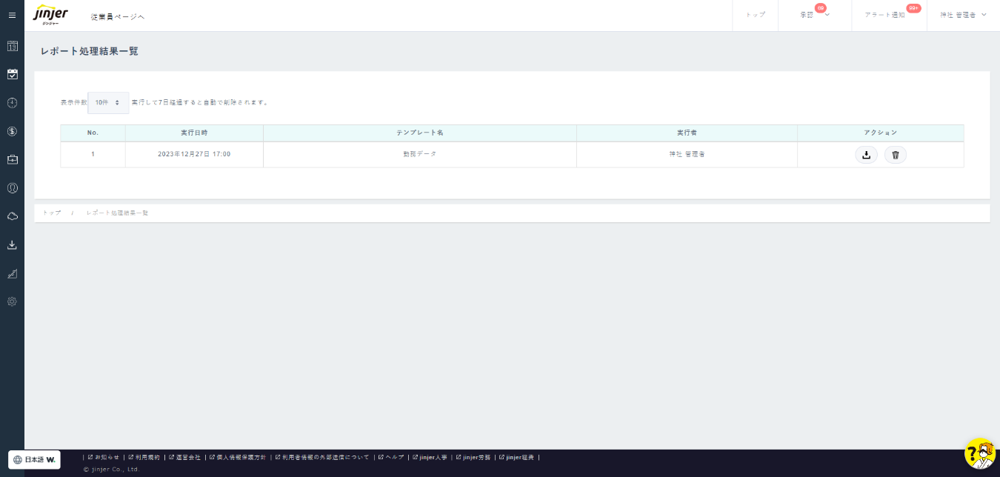 jinjer
ジンジャー
従業員ページへ
トップ
承認
69
アラート通知
99+
神社 管理者
13
レポート処理結果一覧
表示件数 10件 実行して7日経過すると自動で削除されます。
No. 実行日時 テンプレート名 実行者 アクション
1 2023年12月27日 17:00 勤務データ 神社 管理者
トップ / レポート処理結果一覧
| お知らせ | 利用規約 | 運営会社 | 個人情報保護方針 | 利用者情報の外部送信について | ヘルプ | jinjer人事 | jinjer労務 | jinjer経費 |
日本語 W.
© jinjer Co., Ltd.
?